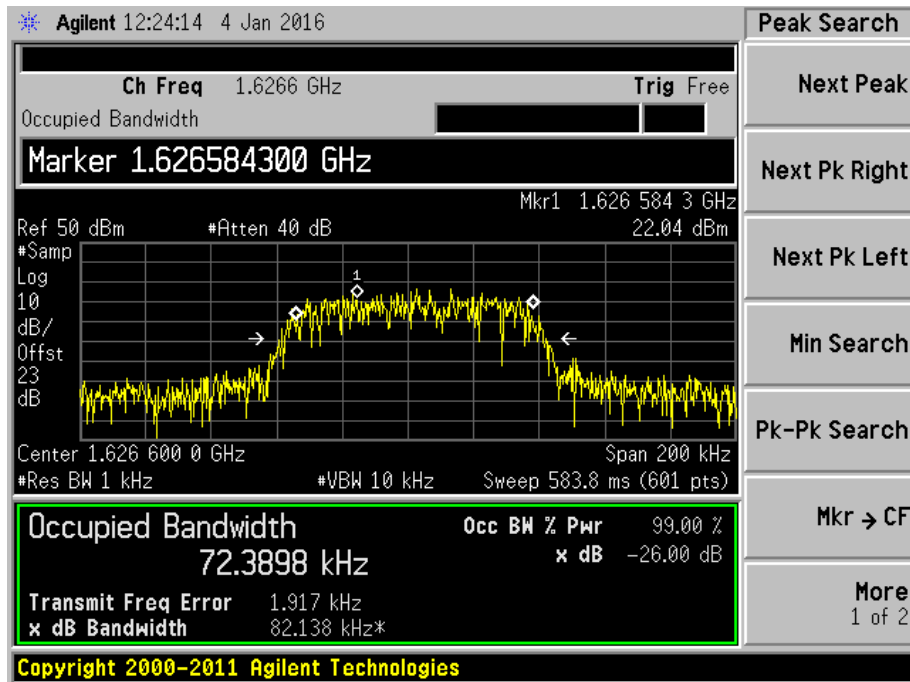 Agilent 12:24:14 4 Jan 2016
Peak Search
Ch Freq 1.6266 GHz Trig Free
Occupied Bandwidth
Marker 1.626584300 GHz
Mkr1 1.626 584 3 GHz
Ref 50 dBm #Atten 40 dB 22.04 dBm
#Samp
Log
10
dB/
Offst
23
dB
1
Center 1.626 600 0 GHz Span 200 kHz
#Res BW 1 kHz #VBW 10 kHz Sweep 583.8 ms (601 pts)
Occupied Bandwidth
72.3898 kHz
Occ BW % Pwr 99.00 %
x dB -26.00 dB
Transmit Freq Error 1.917 kHz
x dB Bandwidth 82.138 kHz*
Next Peak
Next Pk Right
Next Pk Left
Min Search
Pk-Pk Search
Mkr → CF
More
1 of 2
Copyright 2000-2011 Agilent Technologies